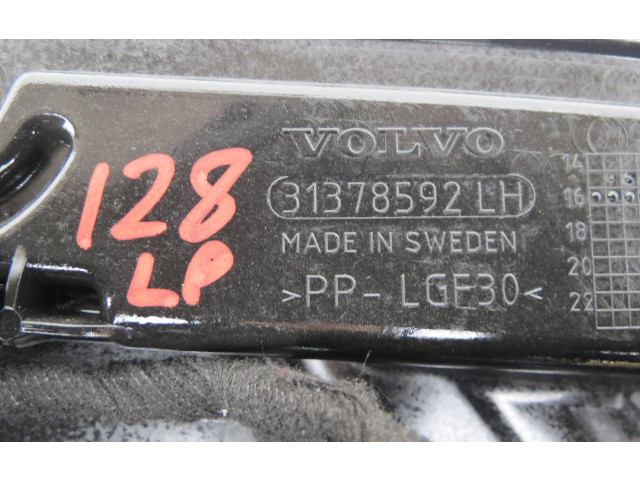 VOLVO
31378592 LH
MADE IN SWEDEN
>PP- LGF30<
128
LP
14
16
18
20
22